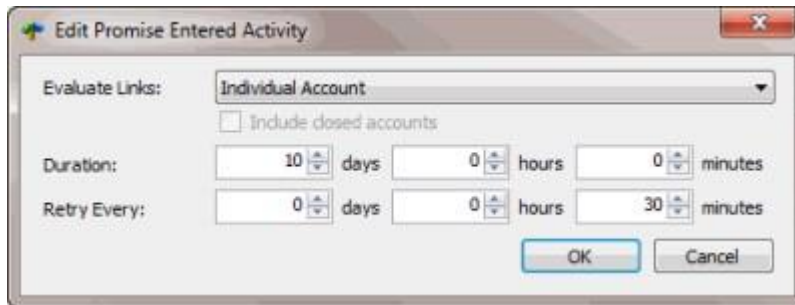 Edit Promise Entered Activity
Evaluate Links: Individual Account
Include closed accounts
Duration: 10 days 0 hours 0 minutes
Retry Every: 0 days 0 hours 30 minutes
OK Cancel